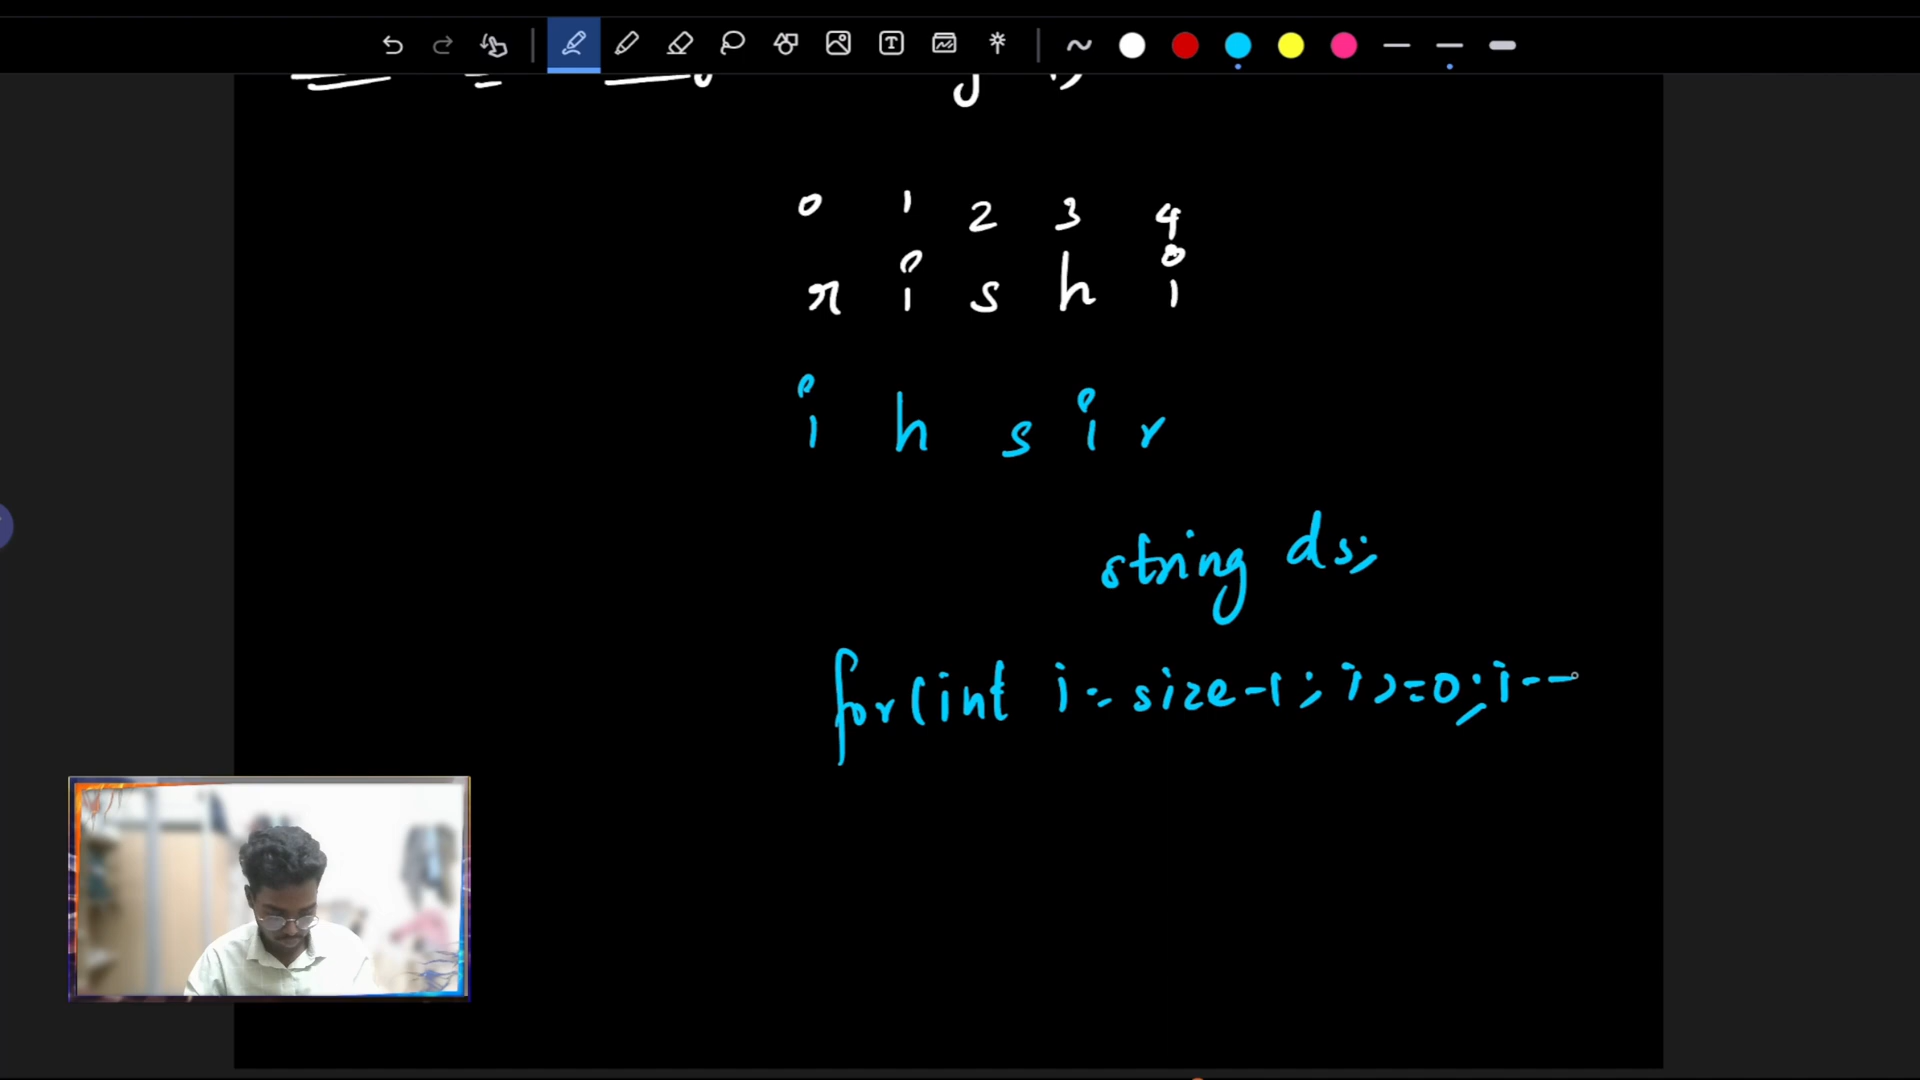 0 1 2 3 4
r i s h i
i h s i r
string ds;
for(int i=size-1; i>=0;i--